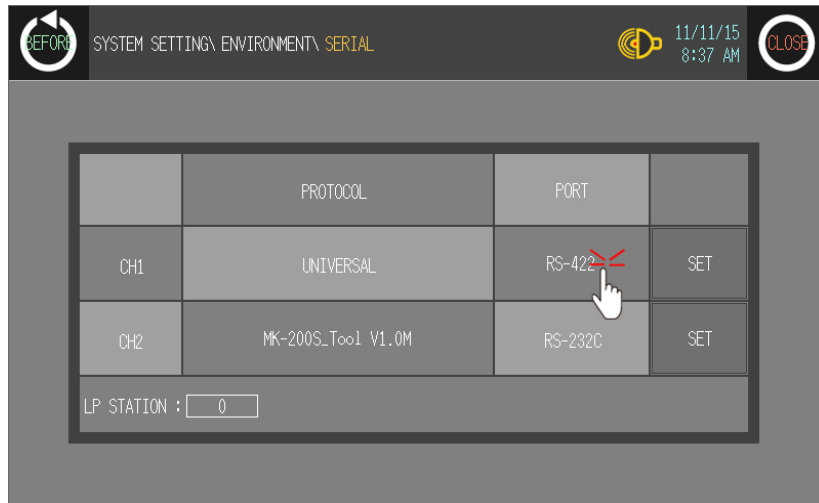 BEFORE
SYSTEM SETTING\ ENVIRONMENT\ SERIAL
11/11/15
8:37 AM
CLOSE
PROTOCOL PORT
CH1 UNIVERSAL RS-422 SET
CH2 MK-200S_Tool V1.0M RS-232C SET
LP STATION : 0